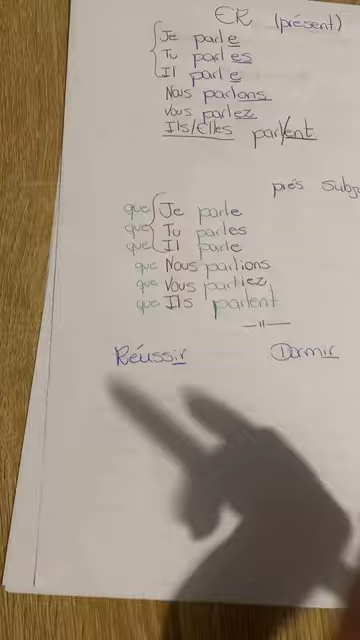 ER (présent)
Je parle
Tu parles
Il parle
Nous parlons
Vous parlez
Ils/Elles parlent
prés subj
que Je parle
que Tu parles
que Il parle
que Nous parlions
que Vous parliez
que Ils parlent
Réussir Dormir